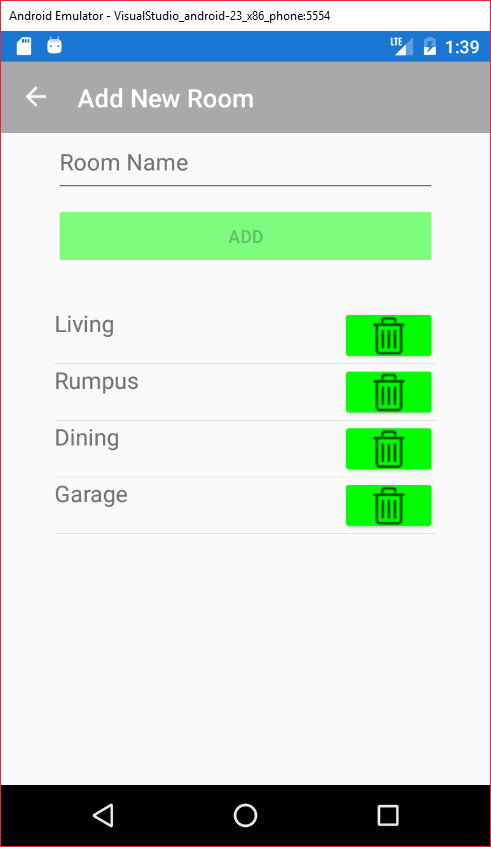 Android Emulator - VisualStudio_android-23_x86_phone:5554
LTE 1:39
Add New Room
Room Name
ADD
Living
Rumpus
Dining
Garage